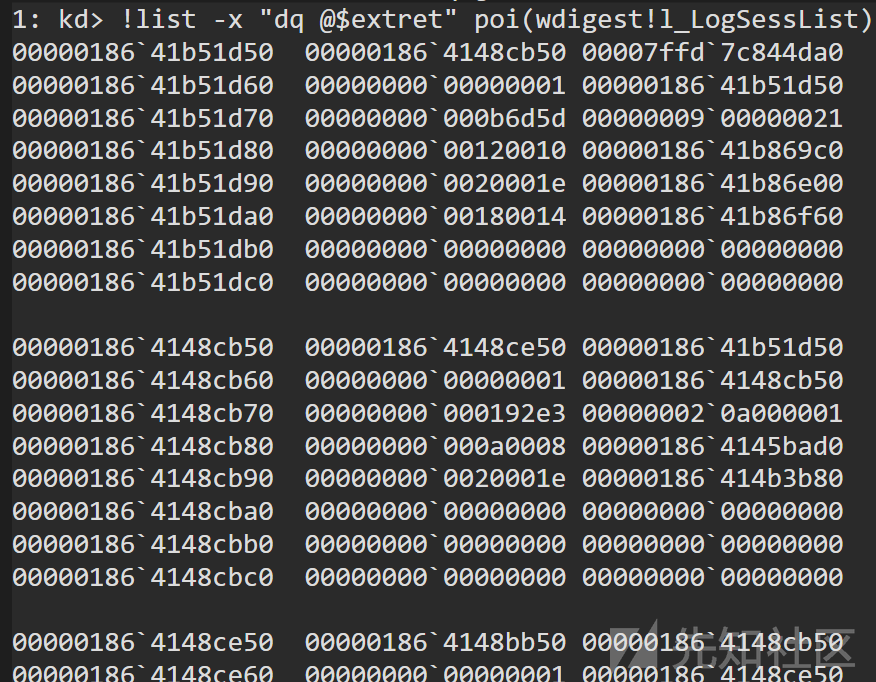 1: kd> !list -x "dq @$extret" poi(wdigest!l_LogSessList)
00000186`41b51d50  00000186`4148cb50 00007ffd`7c844da0
00000186`41b51d60  00000000`00000001 00000186`41b51d50
00000186`41b51d70  00000000`000b6d5d 00000009`00000021
00000186`41b51d80  00000000`00120010 00000186`41b869c0
00000186`41b51d90  00000000`0020001e 00000186`41b86e00
00000186`41b51da0  00000000`00180014 00000186`41b86f60
00000186`41b51db0  00000000`00000000 00000000`00000000
00000186`41b51dc0  00000000`00000000 00000000`00000000
00000186`4148cb50  00000186`4148ce50 00000186`41b51d50
00000186`4148cb60  00000000`00000001 00000186`4148cb50
00000186`4148cb70  00000000`000192e3 00000002`0a000001
00000186`4148cb80  00000000`000a0008 00000186`4145bad0
00000186`4148cb90  00000000`0020001e 00000186`414b3b80
00000186`4148cba0  00000000`00000000 00000000`00000000
00000186`4148cbb0  00000000`00000000 00000000`00000000
00000186`4148cbc0  00000000`00000000 00000000`00000000
00000186`4148ce50  00000186`4148bb50 00000186`4148cb50
00000186`4148ce60  00000000`00000001 00000186`4148ce50
先知社区